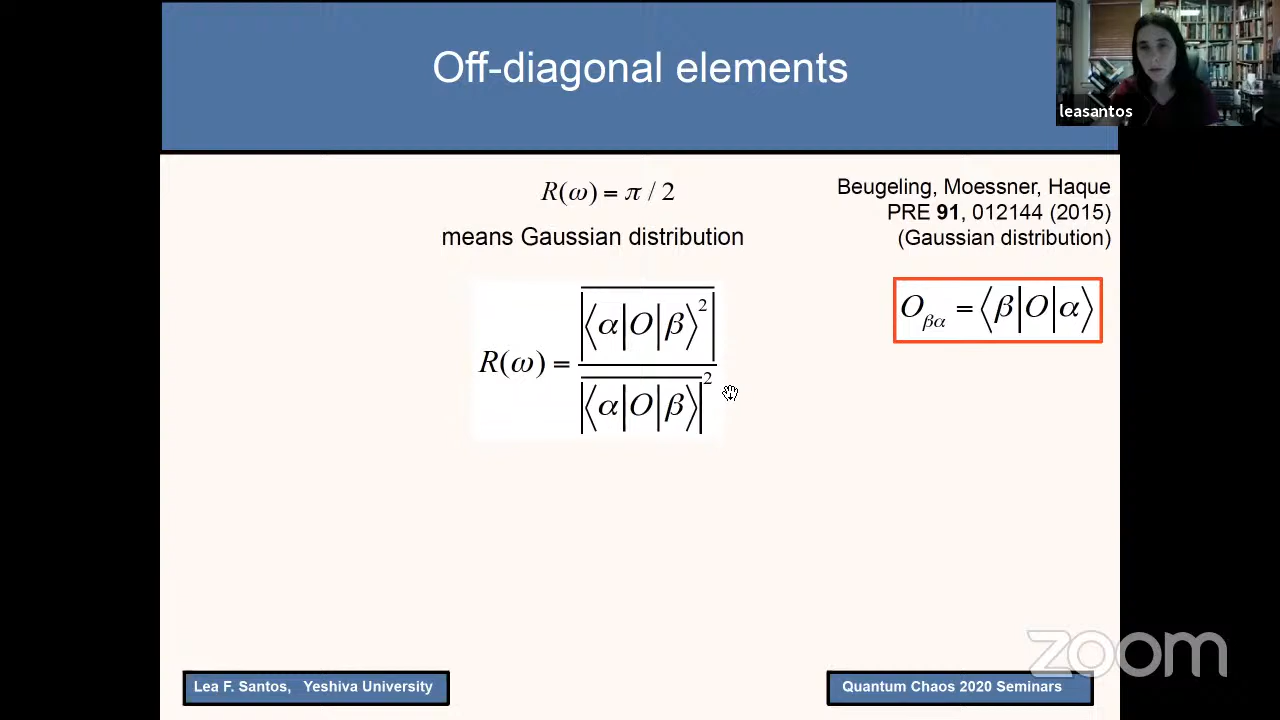 Off-diagonal elements
leasantos
R(ω) = π / 2
means Gaussian distribution
Beugeling, Moessner, Haque
PRE 91, 012144 (2015)
(Gaussian distribution)
R(ω) = \frac{\overline{|⟨α|O|β⟩^2|}}{\overline{|⟨α|O|β⟩|}^2}
O_{βα} = ⟨β|O|α⟩
zoom
Lea F. Santos, Yeshiva University
Quantum Chaos 2020 Seminars